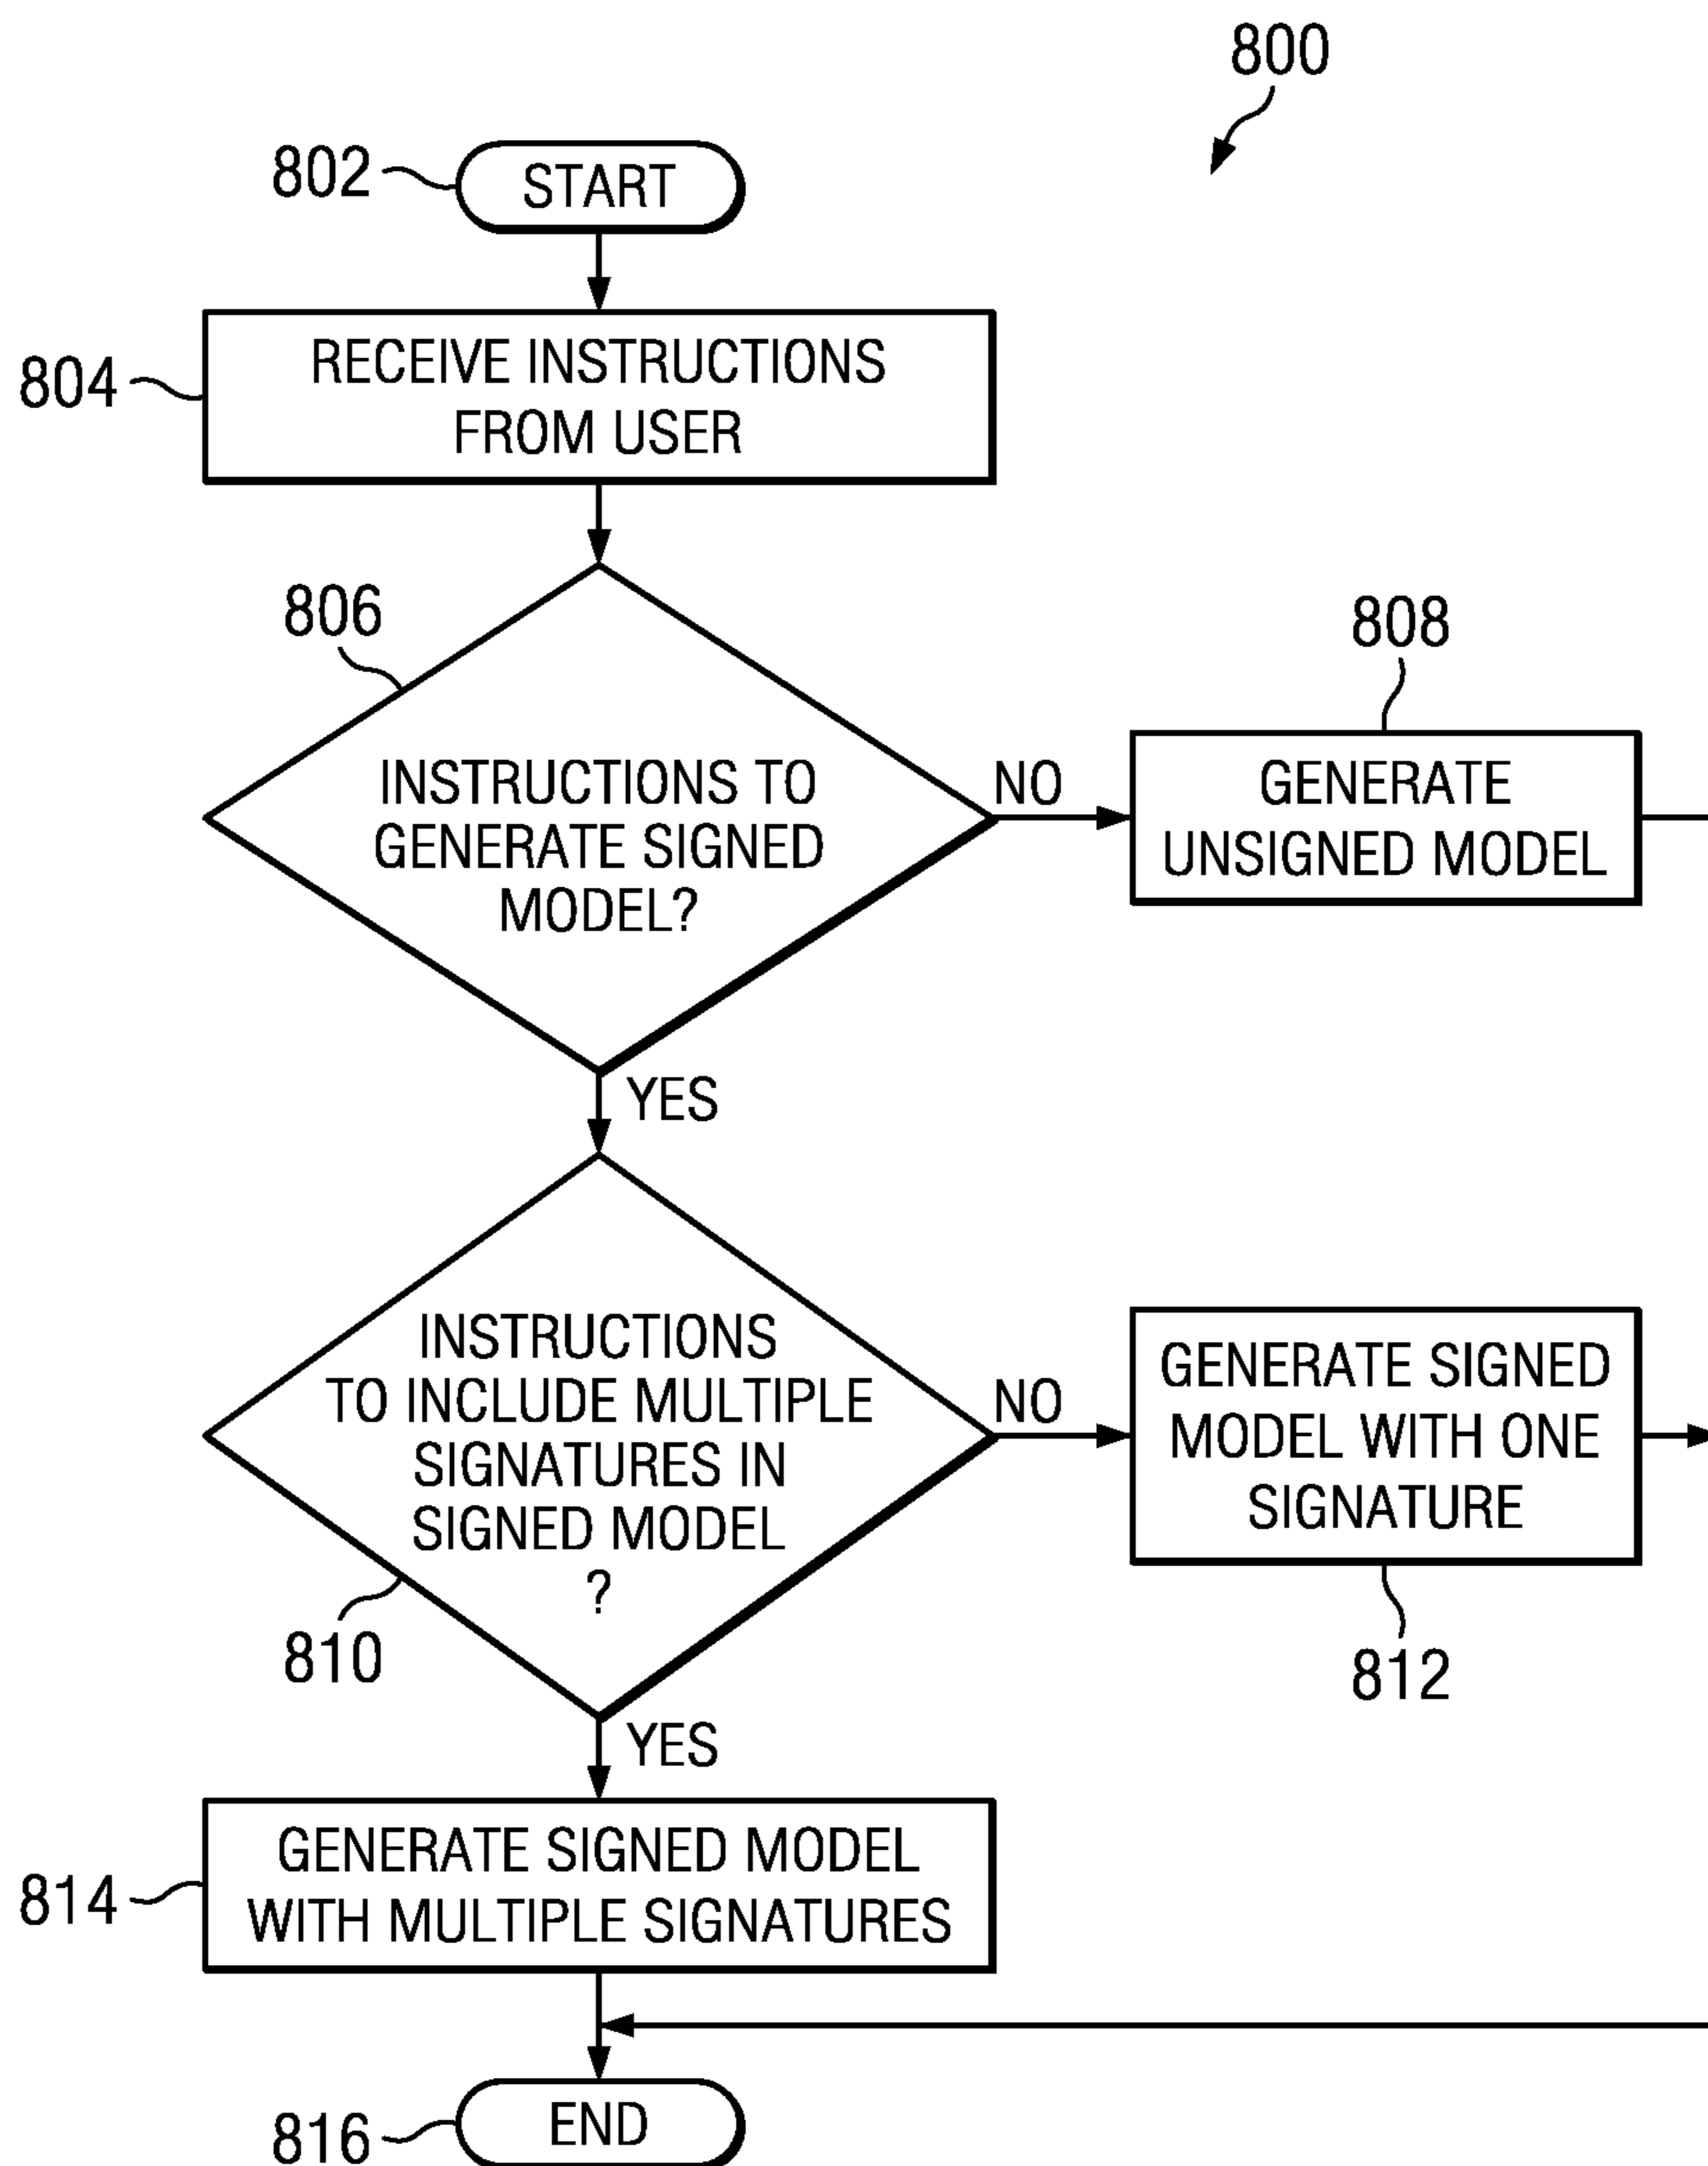 800
802
START
804
RECEIVE INSTRUCTIONS
FROM USER
806
INSTRUCTIONS TO
GENERATE SIGNED
MODEL?
NO
808
GENERATE
UNSIGNED MODEL
YES
INSTRUCTIONS
TO INCLUDE MULTIPLE
SIGNATURES IN
SIGNED MODEL
?
810
NO
GENERATE SIGNED
MODEL WITH ONE
SIGNATURE
812
YES
814
GENERATE SIGNED MODEL
WITH MULTIPLE SIGNATURES
816
END